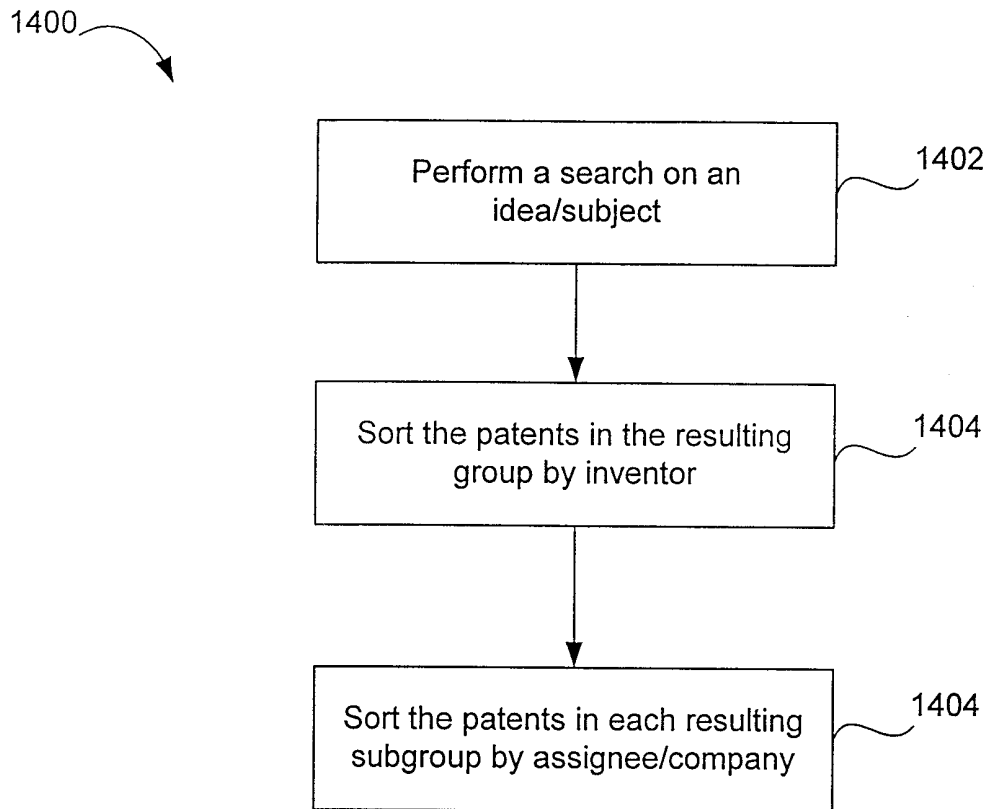 1400
Perform a search on an
idea/subject
1402
Sort the patents in the resulting
group by inventor
1404
Sort the patents in each resulting
subgroup by assignee/company
1404